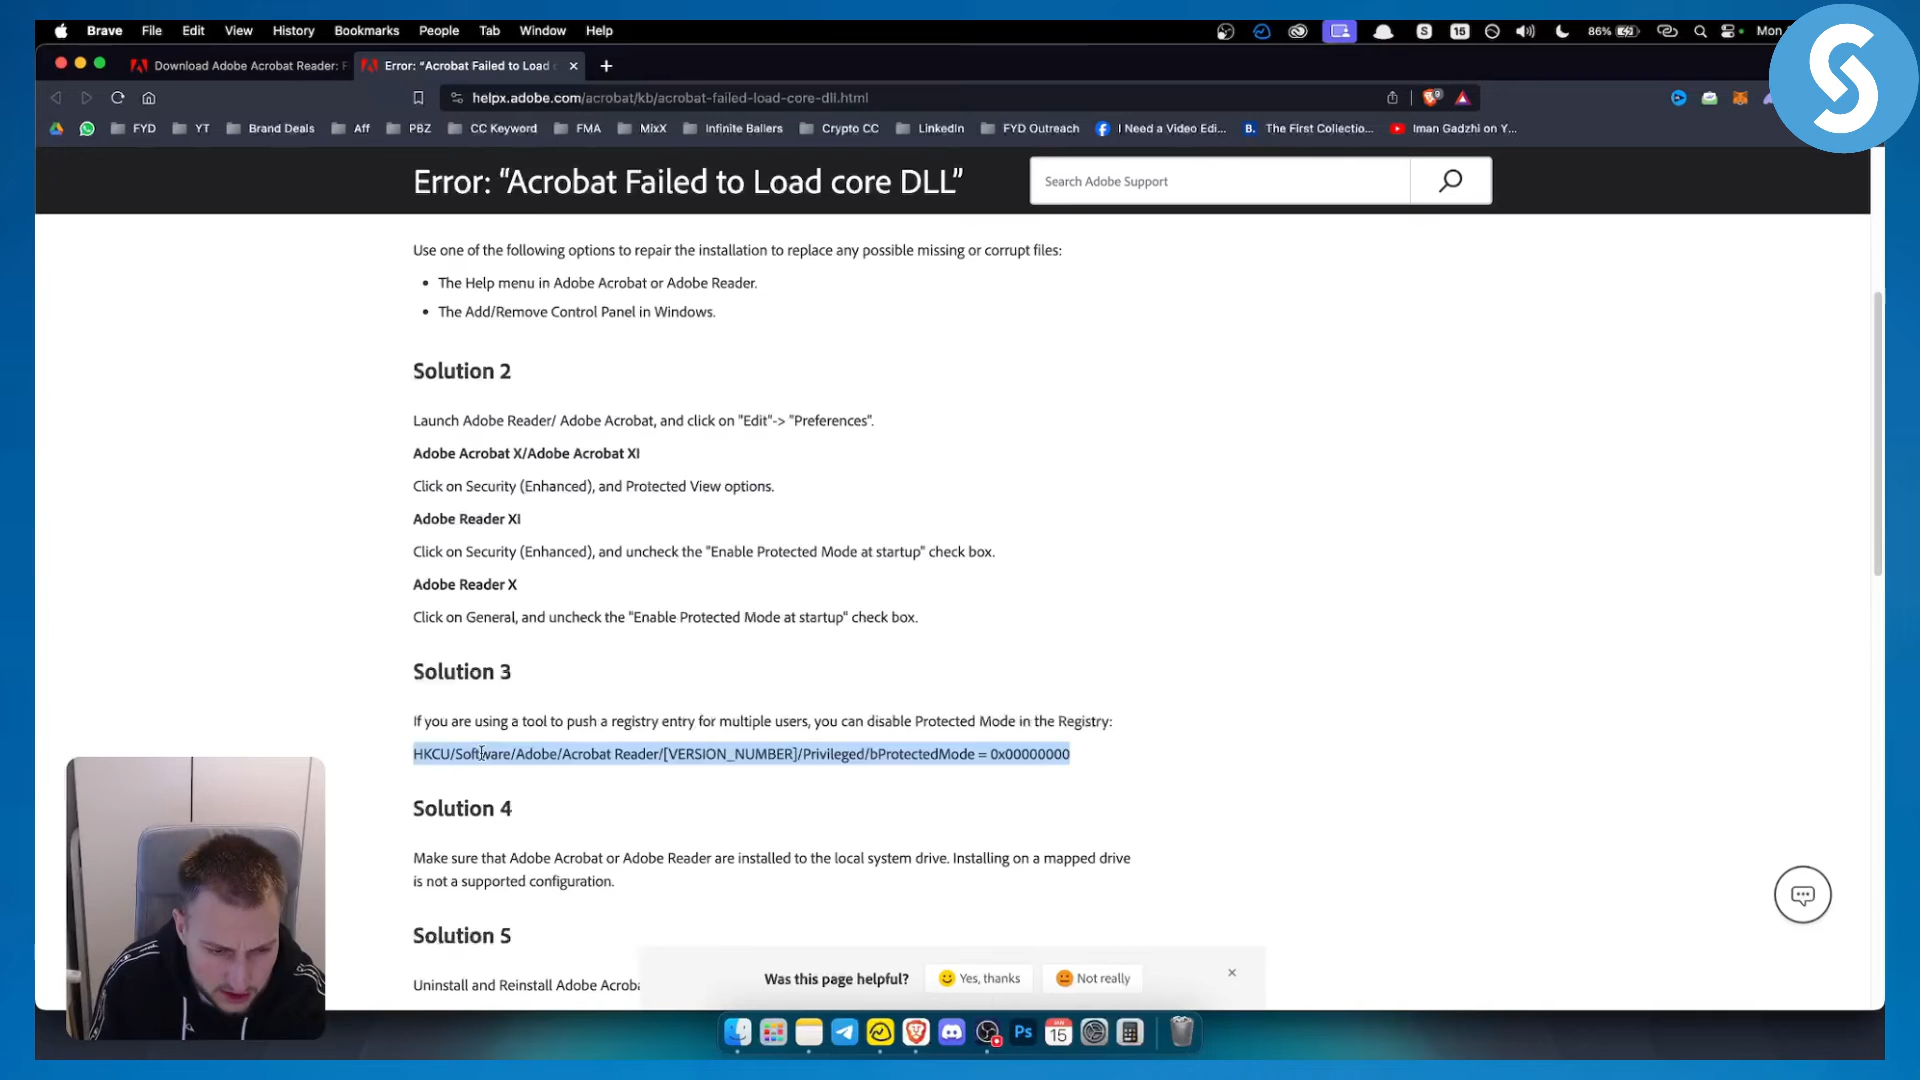 Brave File Edit View History Bookmarks People Tab Window Help 15 86% Mon
Download Adobe Acrobat Reader: F Error: "Acrobat Failed to Load
helpx.adobe.com/acrobat/kb/acrobat-failed-load-core-dll.html
FYD YT Brand Deals Aff PBZ CC Keyword FMA MixX Infinite Ballers Crypto CC LinkedIn FYD Outreach I Need a Video Edi... The First Collectio... Iman Gadzhi on Y...
Error: “Acrobat Failed to Load core DLL” Search Adobe Support
Use one of the following options to repair the installation to replace any possible missing or corrupt files:
• The Help menu in Adobe Acrobat or Adobe Reader.
• The Add/Remove Control Panel in Windows.
Solution 2
Launch Adobe Reader/ Adobe Acrobat, and click on "Edit"-> "Preferences".
Adobe Acrobat X/Adobe Acrobat XI
Click on Security (Enhanced), and Protected View options.
Adobe Reader XI
Click on Security (Enhanced), and uncheck the "Enable Protected Mode at startup" check box.
Adobe Reader X
Click on General, and uncheck the "Enable Protected Mode at startup" check box.
Solution 3
If you are using a tool to push a registry entry for multiple users, you can disable Protected Mode in the Registry:
HKCU/Software/Adobe/Acrobat Reader/[VERSION_NUMBER]/Privileged/bProtectedMode = 0x00000000
Solution 4
Make sure that Adobe Acrobat or Adobe Reader are installed to the local system drive. Installing on a mapped drive
is not a supported configuration.
Solution 5
Uninstall and Reinstall Adobe Acroba
Was this page helpful? Yes, thanks Not really
Ps 15